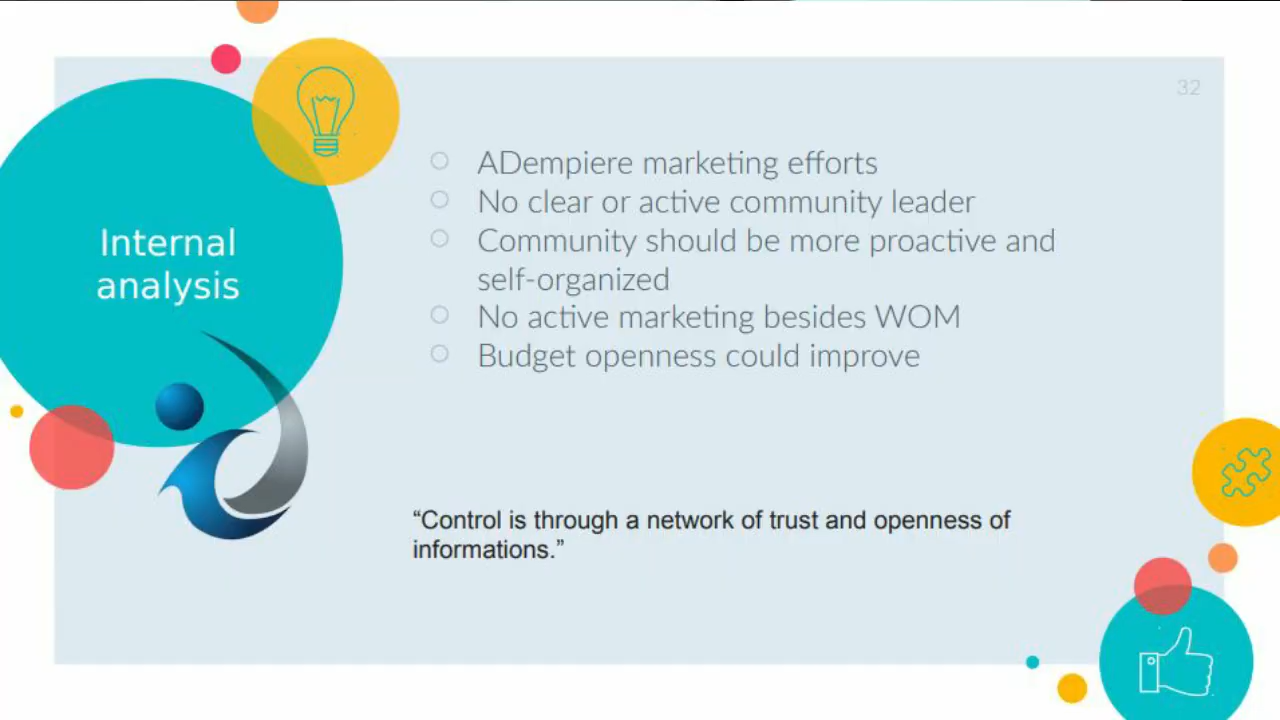 32
Internal
analysis
ADempiere marketing efforts
No clear or active community leader
Community should be more proactive and
self-organized
No active marketing besides WOM
Budget openness could improve
“Control is through a network of trust and openness of
informations.”